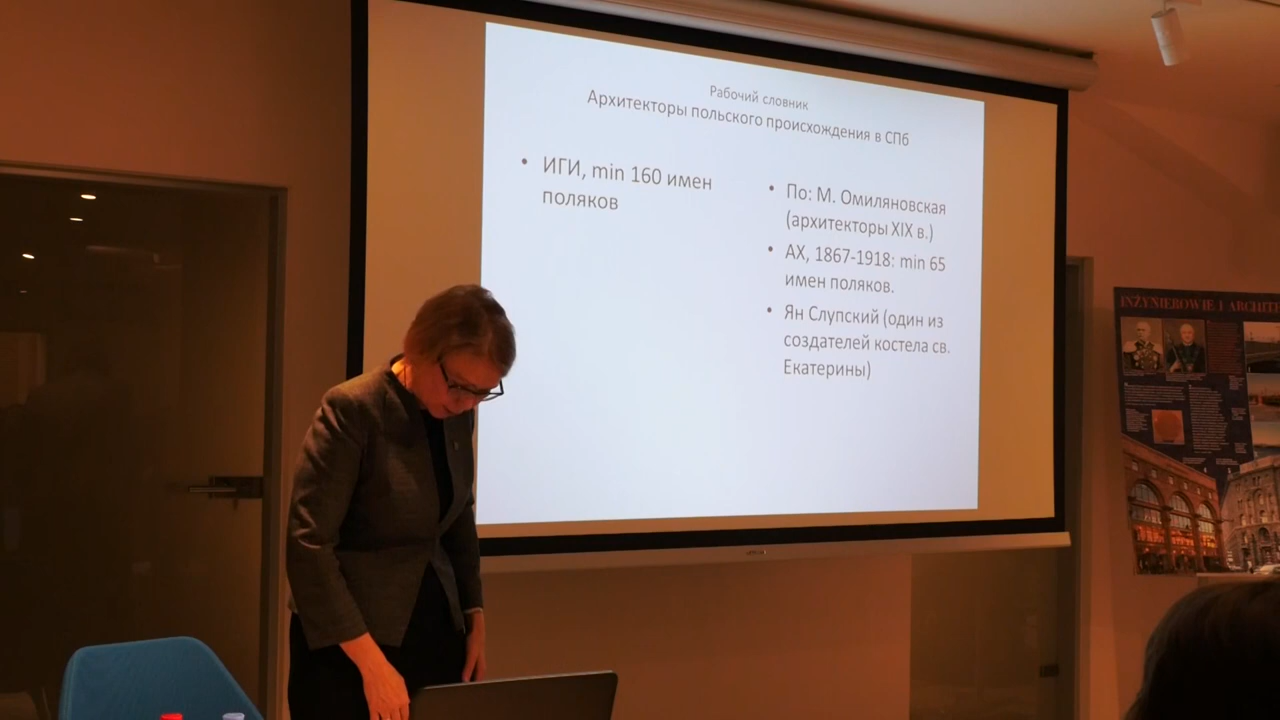 Рабочий словник
Архитекторы польского происхождения в СПб
• ИГИ, min 160 имен
поляков
• По: М. Омиляновская
(архитекторы XIX в.)
• АХ, 1867-1918: min 65
имен поляков.
• Ян Слупский (один из
создателей костела св.
Екатерины)
INŻYNIEROWIE I ARCHITE